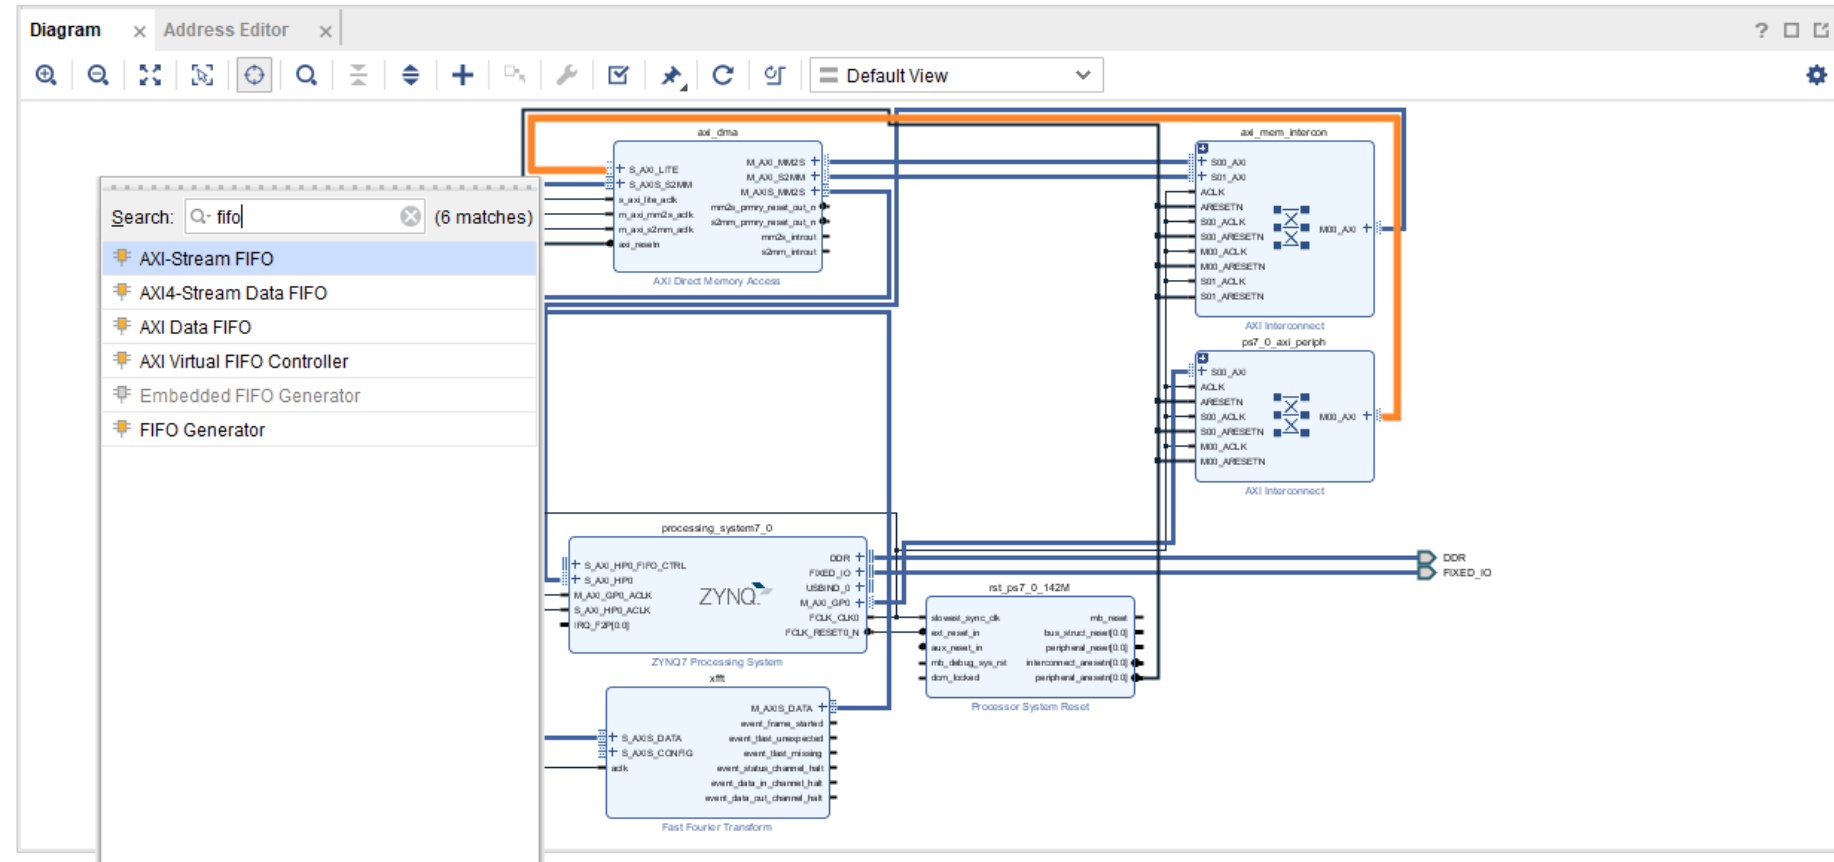 Diagram × Address Editor × ?
Default View
Search: fifo (6 matches)
AXI-Stream FIFO
AXI4-Stream Data FIFO
AXI Data FIFO
AXI Virtual FIFO Controller
Embedded FIFO Generator
FIFO Generator
axi_dma
S_AXI_LITE
S_AXIS_S2MM
s_axi_lite_aclk
m_axi_mm2s_aclk
m_axi_s2mm_aclk
axi_resetn
M_AXI_MM2S
M_AXI_S2MM
M_AXIS_MM2S
mm2s_prmry_reset_out_n
s2mm_prmry_reset_out_n
mm2s_introut
s2mm_introut
AXI Direct Memory Access
axi_mem_intercon
S00_AXI
S01_AXI
ACLK
ARESETN
S00_ACLK
S00_ARESETN
M00_ACLK
M00_ARESETN
S01_ACLK
S01_ARESETN
M00_AXI
AXI Interconnect
ps7_0_axi_periph
S00_AXI
ACLK
ARESETN
S00_ACLK
S00_ARESETN
M00_ACLK
M00_ARESETN
M00_AXI
AXI Interconnect
processing_system7_0
S_AXI_HP0_FIFO_CTRL
S_AXI_HP0
M_AXI_GP0_ACLK
S_AXI_HP0_ACLK
IRQ_F2P[0:0]
ZYNQ
DDR
FIXED_IO
USBIND_0
M_AXI_GP0
FCLK_CLK0
FCLK_RESET0_N
ZYNQ7 Processing System
DDR
FIXED_IO
rst_ps7_0_142M
slowest_sync_clk
ext_reset_in
aux_reset_in
mb_debug_sys_rst
dcm_locked
mb_reset
bus_struct_reset[0:0]
peripheral_reset[0:0]
interconnect_aresetn[0:0]
peripheral_aresetn[0:0]
Processor System Reset
xfft
S_AXIS_DATA
S_AXIS_CONFIG
aclk
M_AXIS_DATA
event_frame_started
event_tlast_unexpected
event_tlast_missing
event_status_channel_halt
event_data_in_channel_halt
event_data_out_channel_halt
Fast Fourier Transform